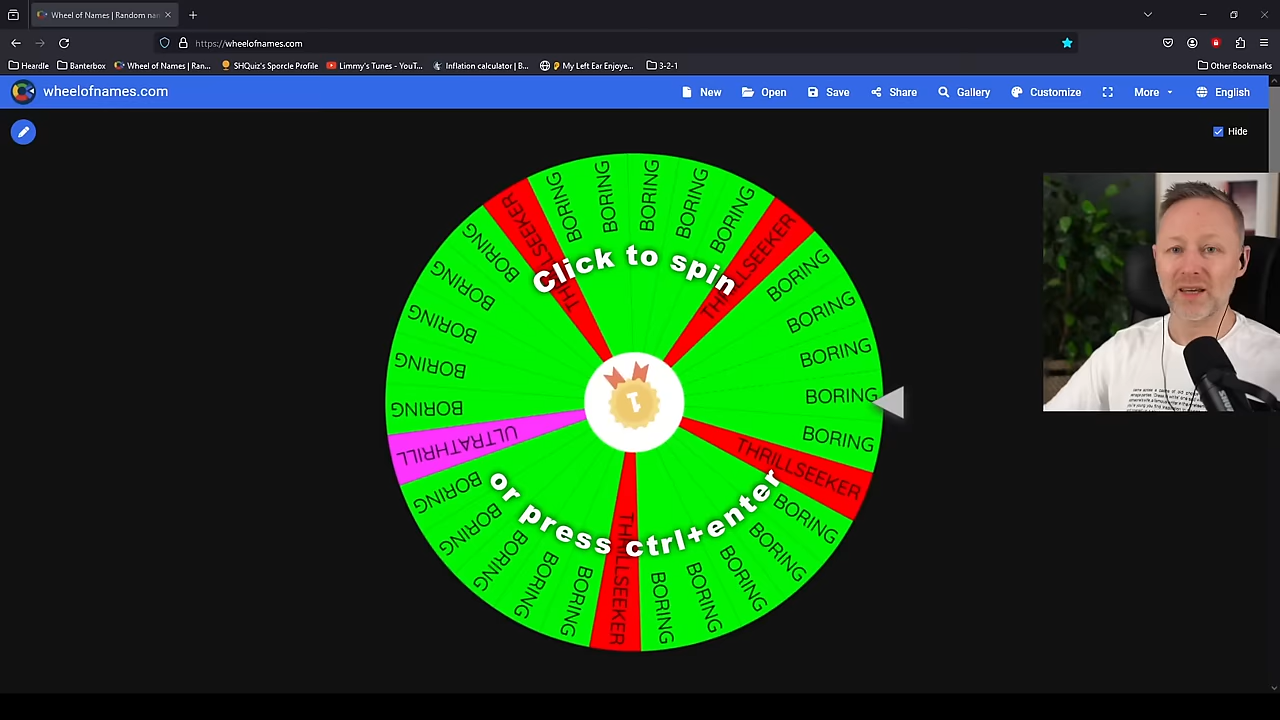 Wheel of Names | Random nam
https://wheelofnames.com
Heardle
Banterbox
Wheel of Names | Ran...
SHQuiz's Sporcle Profile
Limmy's Tunes - YouT...
Inflation calculator | B...
My Left Ear Enjoye...
3-2-1
Other Bookmarks
wheelofnames.com
New
Open
Save
Share
Gallery
Customize
More
English
Hide
BORING
BORING
BORING
BORING
BORING
THRILLSEEKER
BORING
BORING
BORING
BORING
BORING
THRILLSEEKER
BORING
BORING
BORING
BORING
BORING
THRILLSEEKER
BORING
BORING
BORING
BORING
BORING
ULTRATHRILL
BORING
BORING
BORING
BORING
BORING
THRILLSEEKER
Click to spin
1
or press ctrl+enter